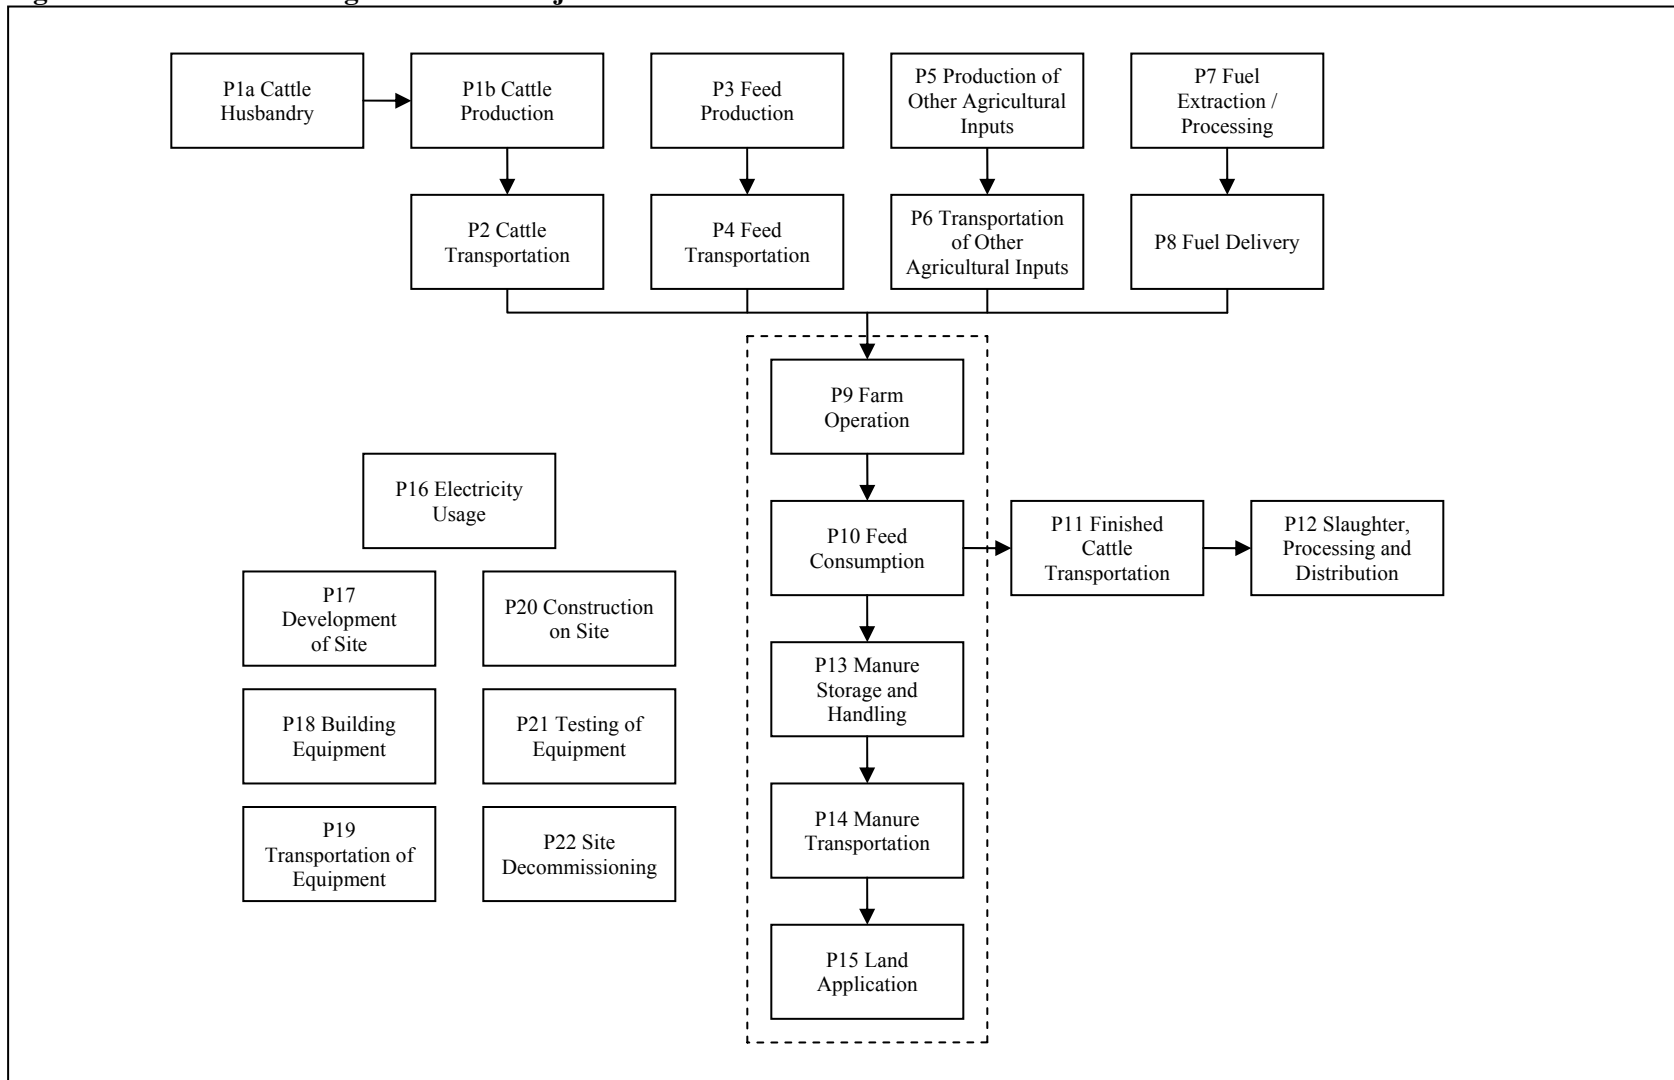 P1a Cattle
Husbandry
P1b Cattle
Production
P3 Feed
Production
P5 Production of
Other Agricultural
Inputs
P7 Fuel
Extraction /
Processing
P2 Cattle
Transportation
P4 Feed
Transportation
P6 Transportation
of Other
Agricultural Inputs
P8 Fuel Delivery
P9 Farm
Operation
P16 Electricity
Usage
P10 Feed
Consumption
P11 Finished
Cattle
Transportation
P12 Slaughter,
Processing and
Distribution
P17
Development
of Site
P20 Construction
on Site
P13 Manure
Storage and
Handling
P18 Building
Equipment
P21 Testing of
Equipment
P14 Manure
Transportation
P19
Transportation of
Equipment
P22 Site
Decommissioning
P15 Land
Application